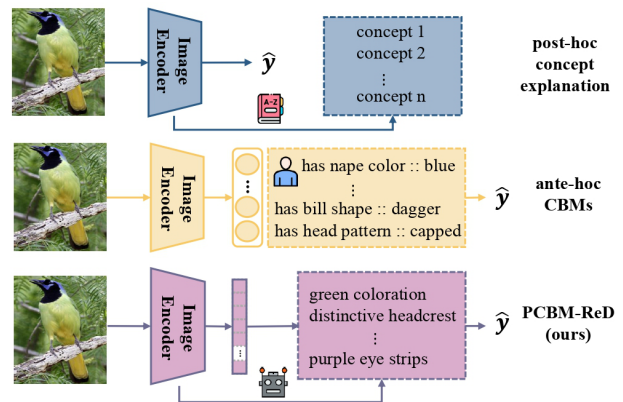 Image
Encoder
ŷ
A-Z
concept 1
concept 2
⋮
concept n
post-hoc
concept
explanation
Image
Encoder
has nape color :: blue
⋮
has bill shape :: dagger
has head pattern :: capped
ŷ
ante-hoc
CBMs
Image
Encoder
green coloration
distinctive headcrest
⋮
purple eye strips
ŷ
PCBM-ReD
(ours)